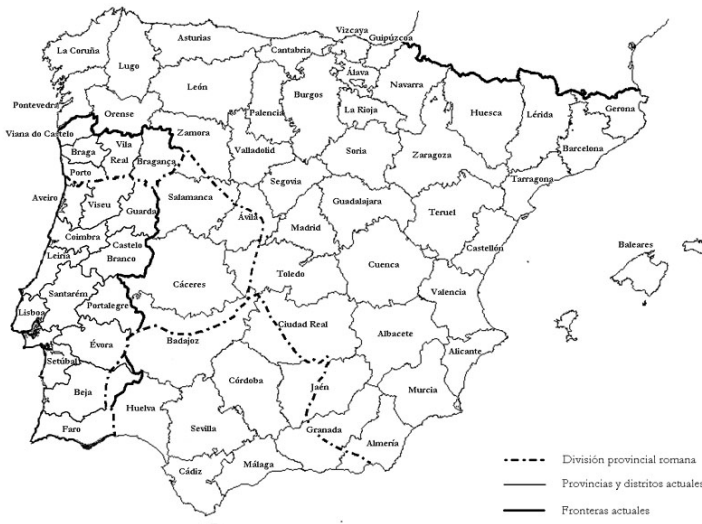 Vizcaya
Guipúzcoa
Asturias
Cantabria
La Coruña
Lugo
Álava
Navarra
León
Burgos
Huesca
Lérida
Gerona
Pontevedra
Orense
Palencia
La Rioja
Viana do Castelo
Zamora
Valladolid
Soria
Zaragoza
Barcelona
Braga
Vila
Real
Bragança
Porto
Tarragona
Segovia
Aveiro
Viseu
Guarda
Salamanca
Ávila
Guadalajara
Teruel
Madrid
Coimbra
Castelo
Branco
Castellón
Baleares
Leiria
Cáceres
Toledo
Cuenca
Santarém
Portalegre
Valencia
Lisboa
Ciudad Real
Albacete
Évora
Badajoz
Alicante
Setúbal
Beja
Córdoba
Jaén
Murcia
Huelva
Faro
Sevilla
Granada
Almería
Cádiz
Málaga
División provincial romana
Provincias y distritos actuales
Fronteras actuales